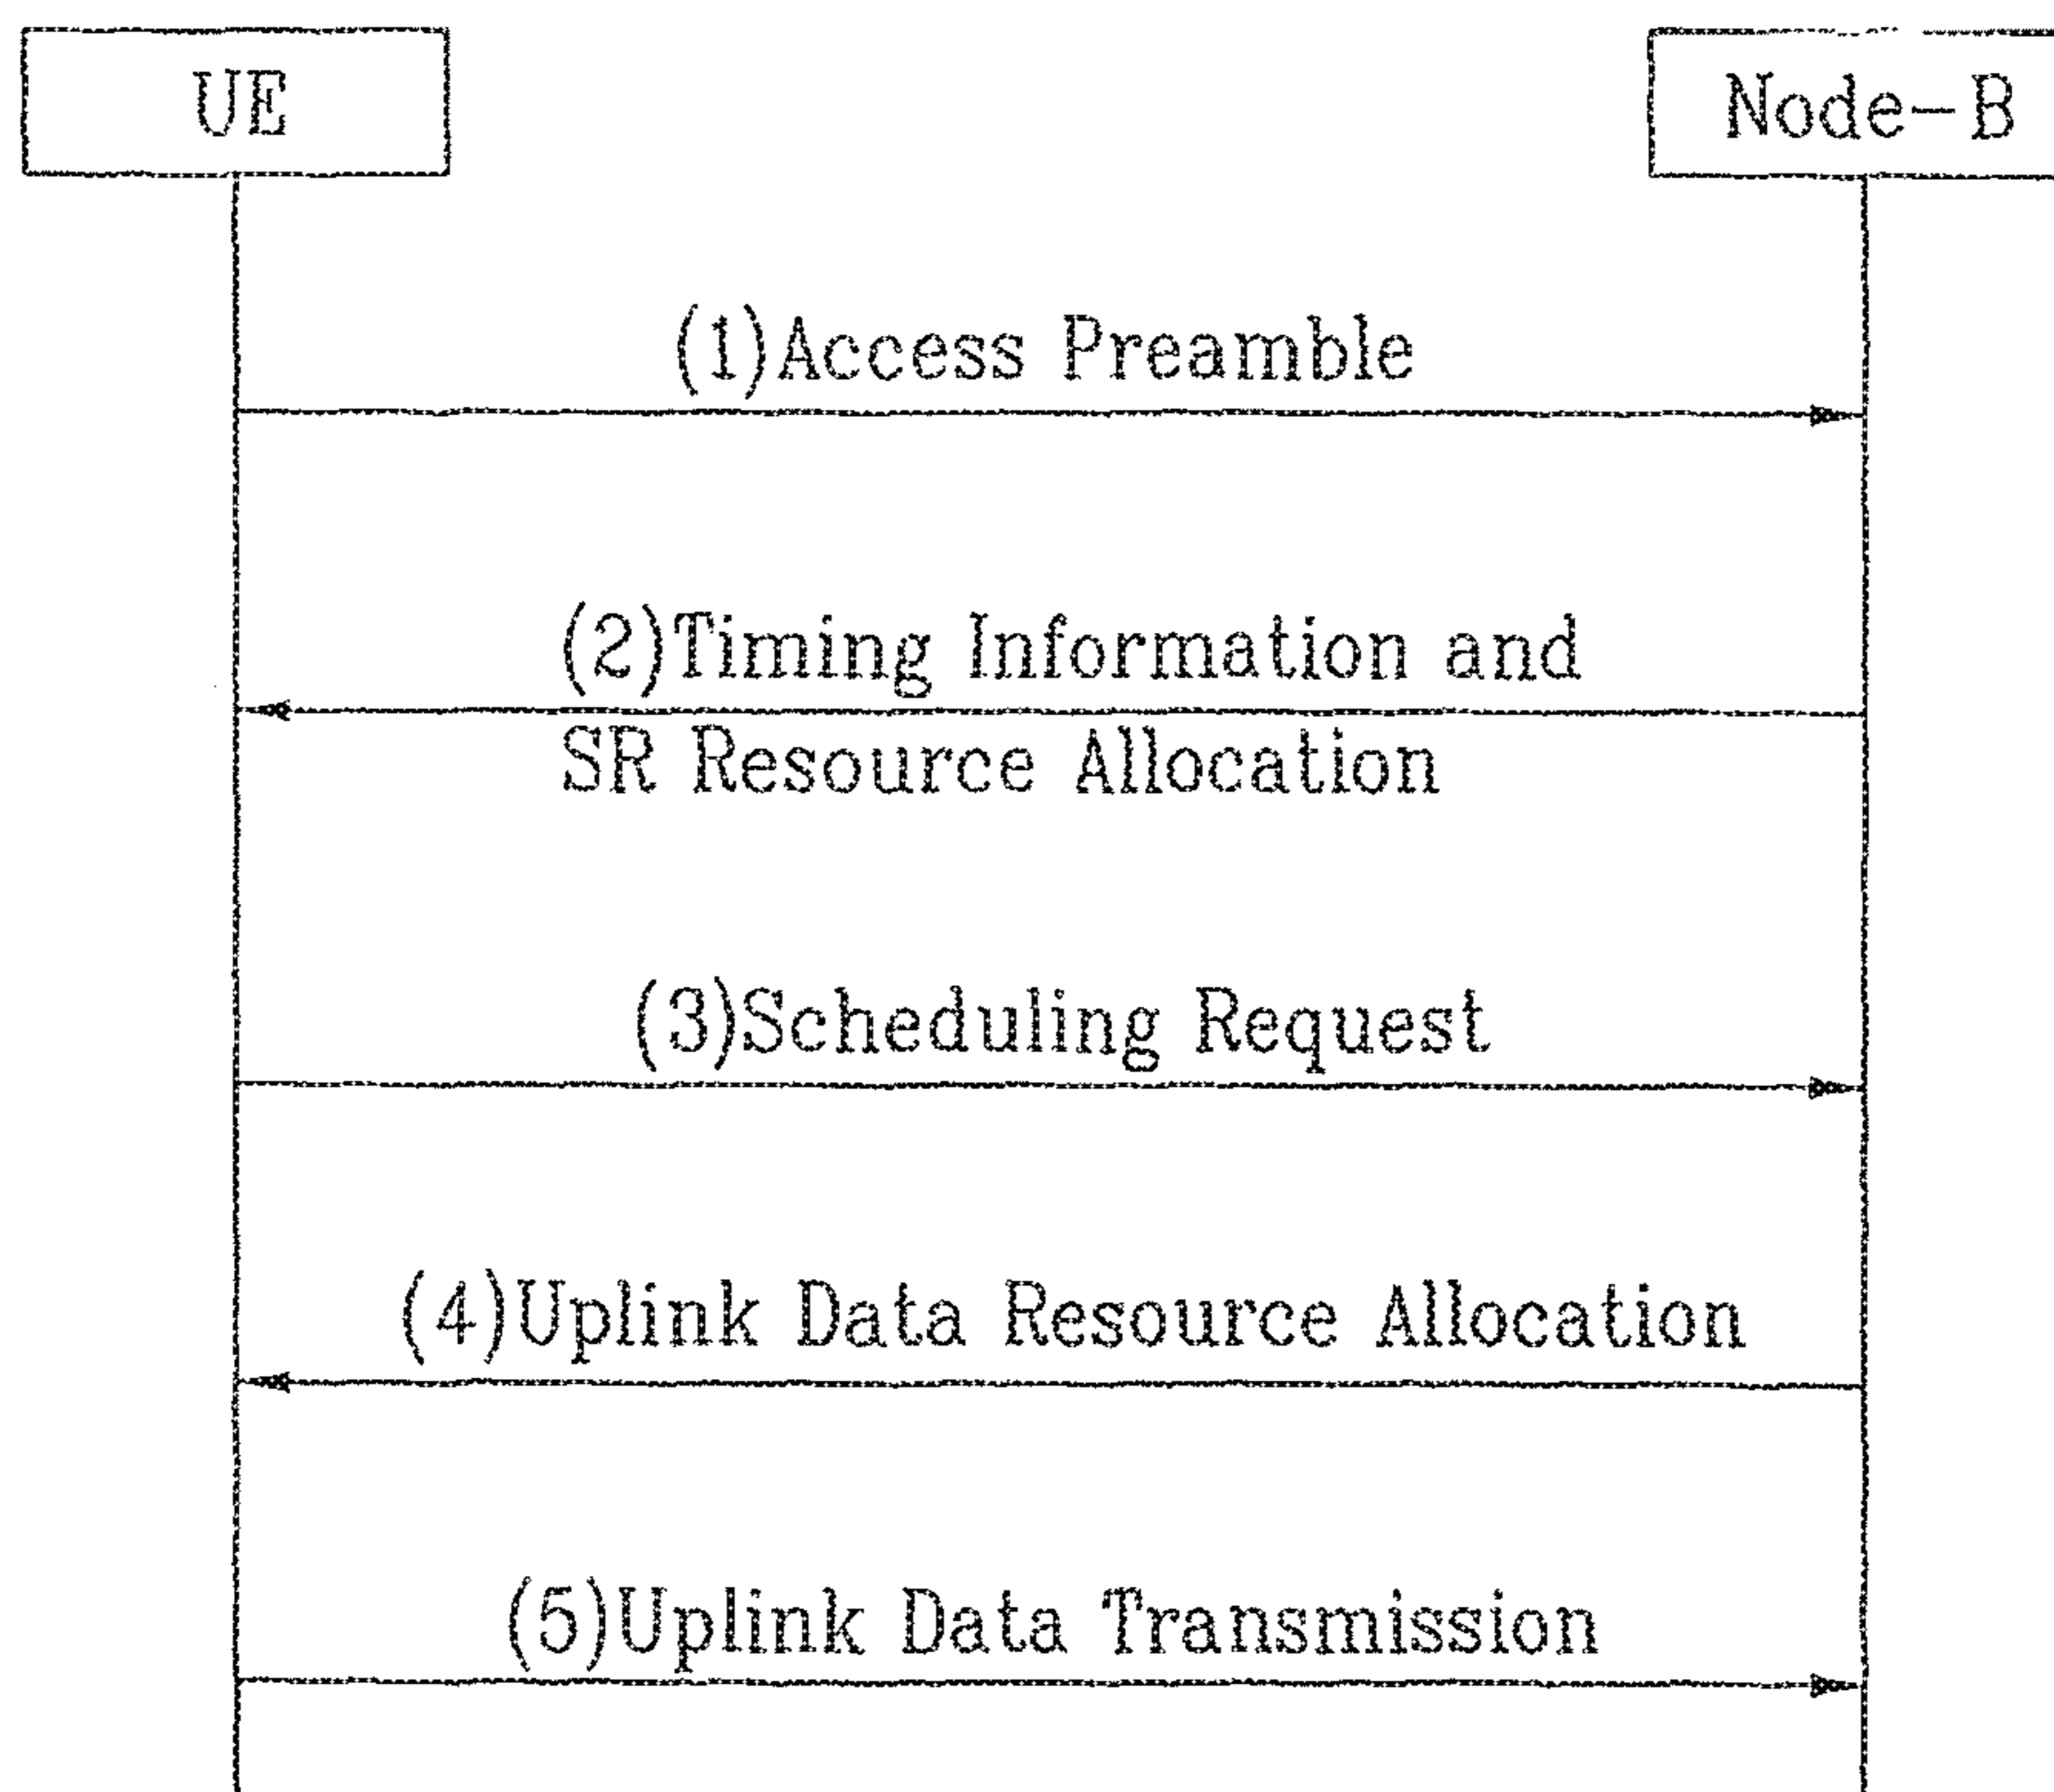 UE
Node-B
(1)Access Preamble
(2)Timing Information and
SR Resource Allocation
(3)Scheduling Request
(4)Uplink Data Resource Allocation
(5)Uplink Data Transmission